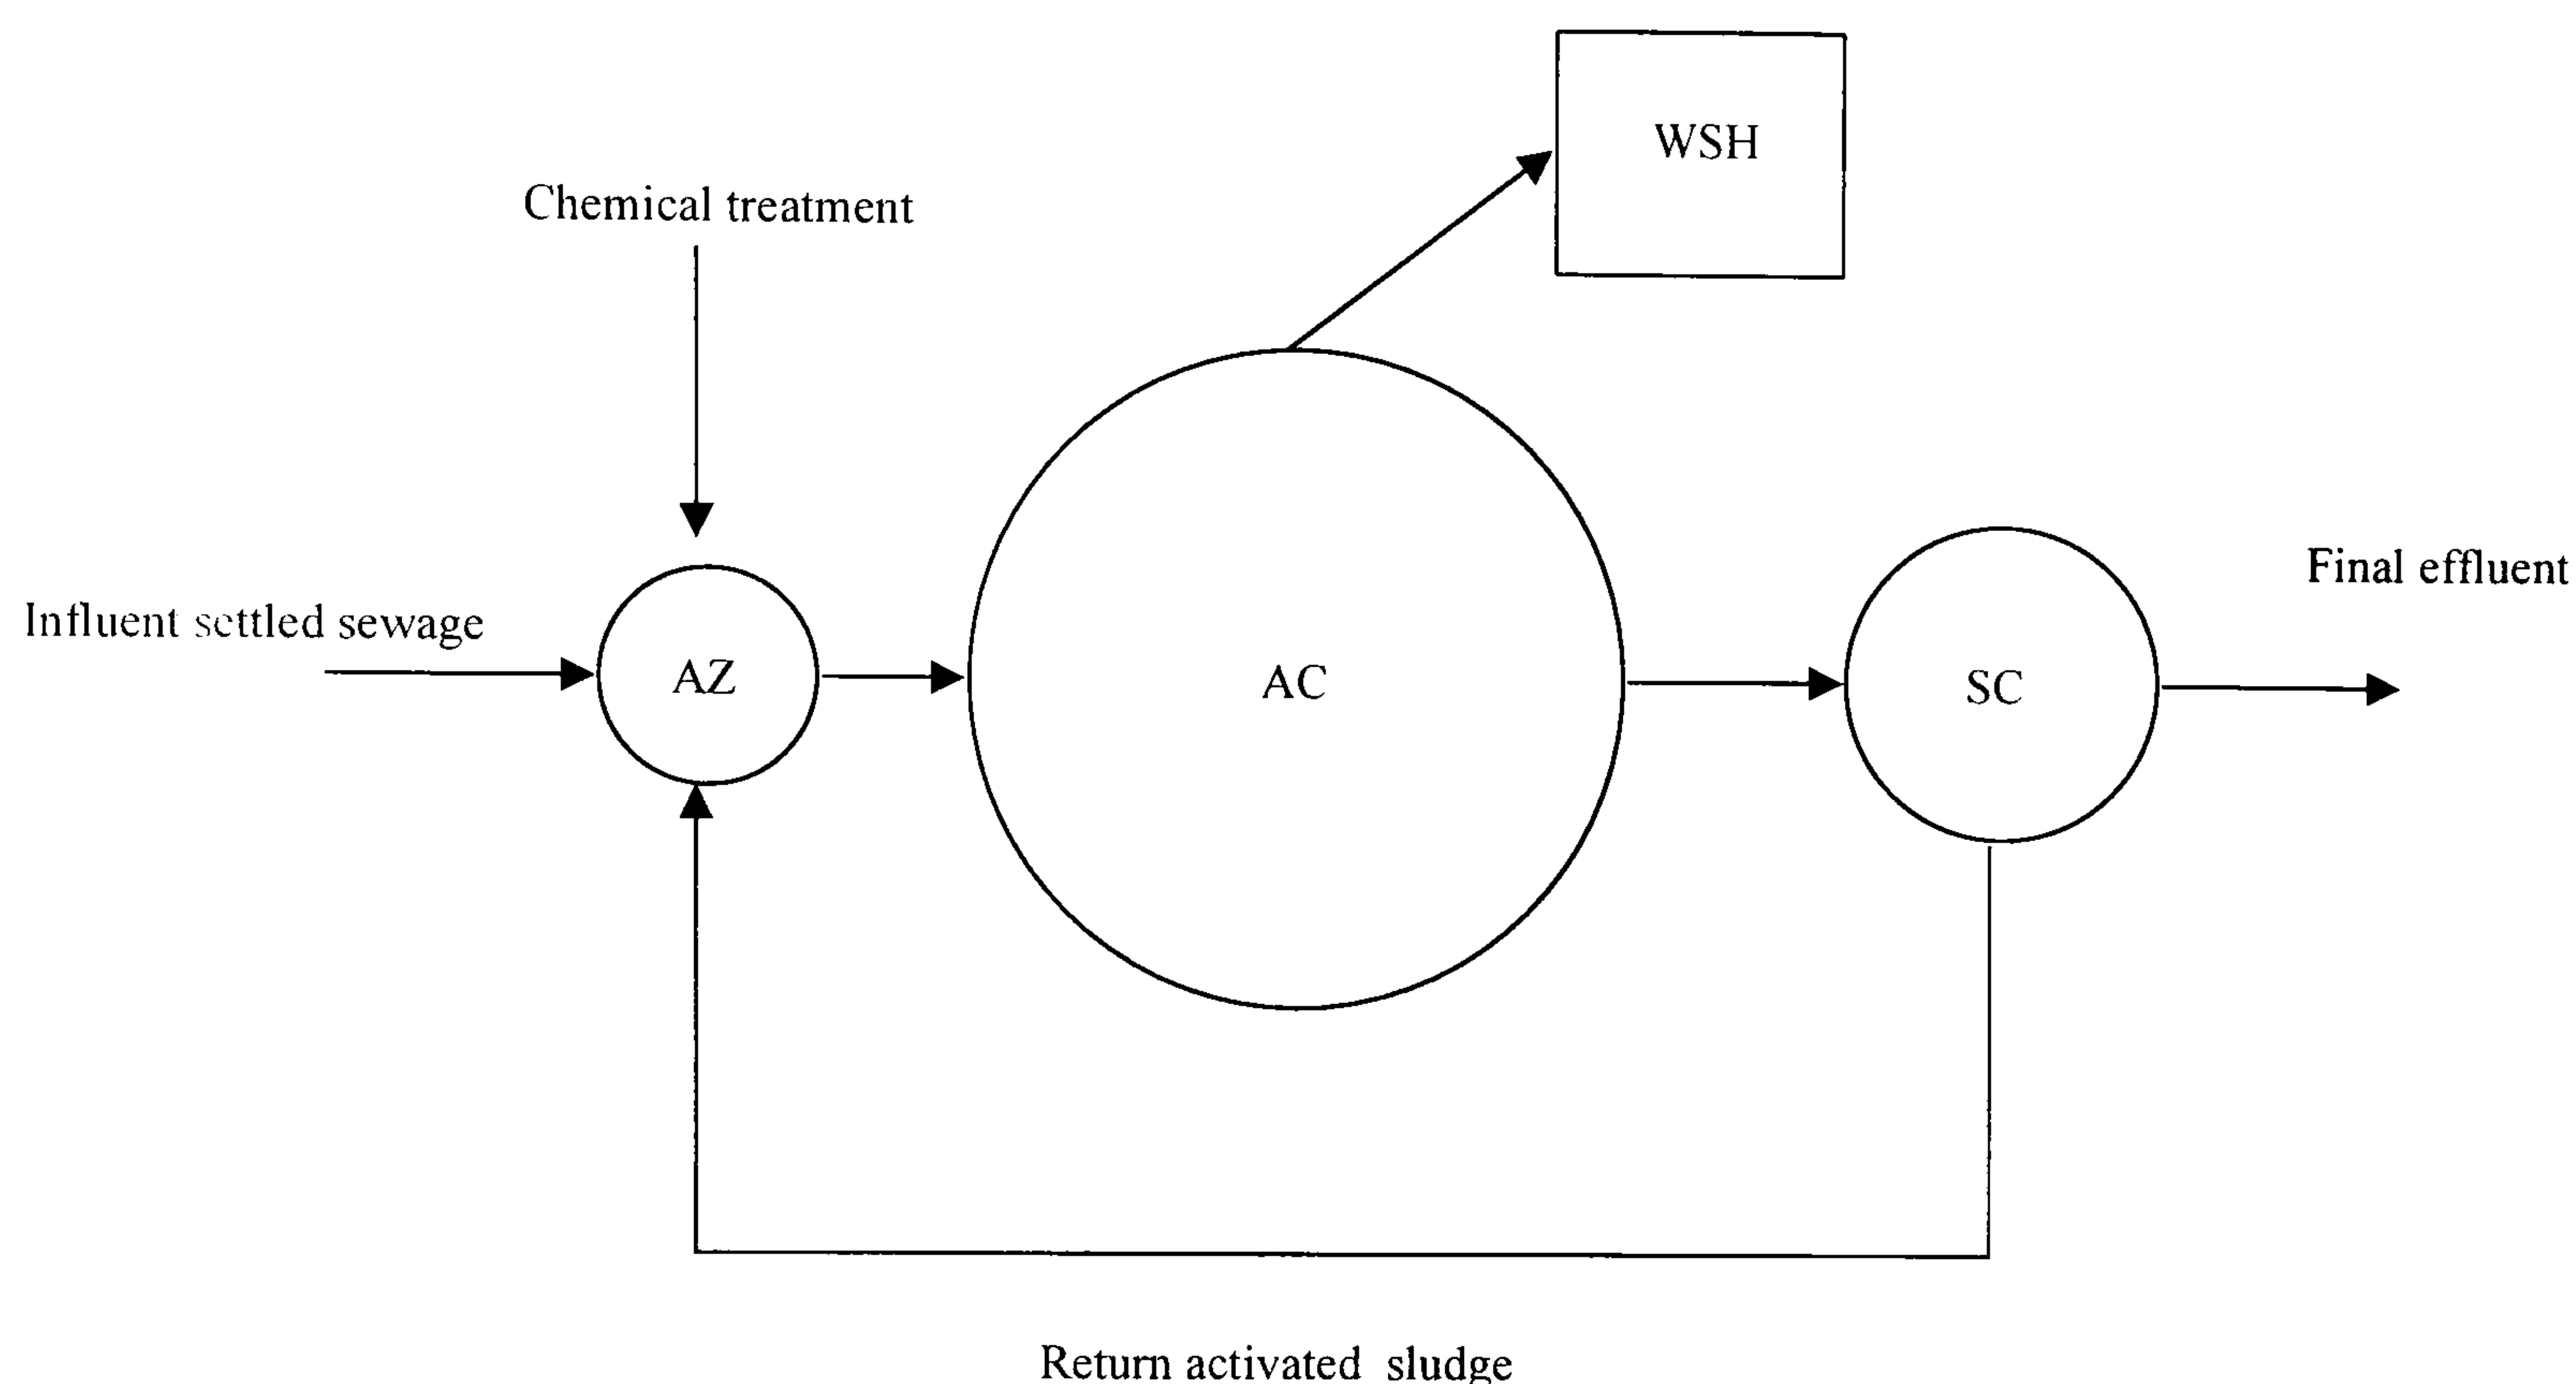 WSH
Chemical treatment
Final effluent
Influent settled sewage
AZ
AC
SC
Return activated sludge